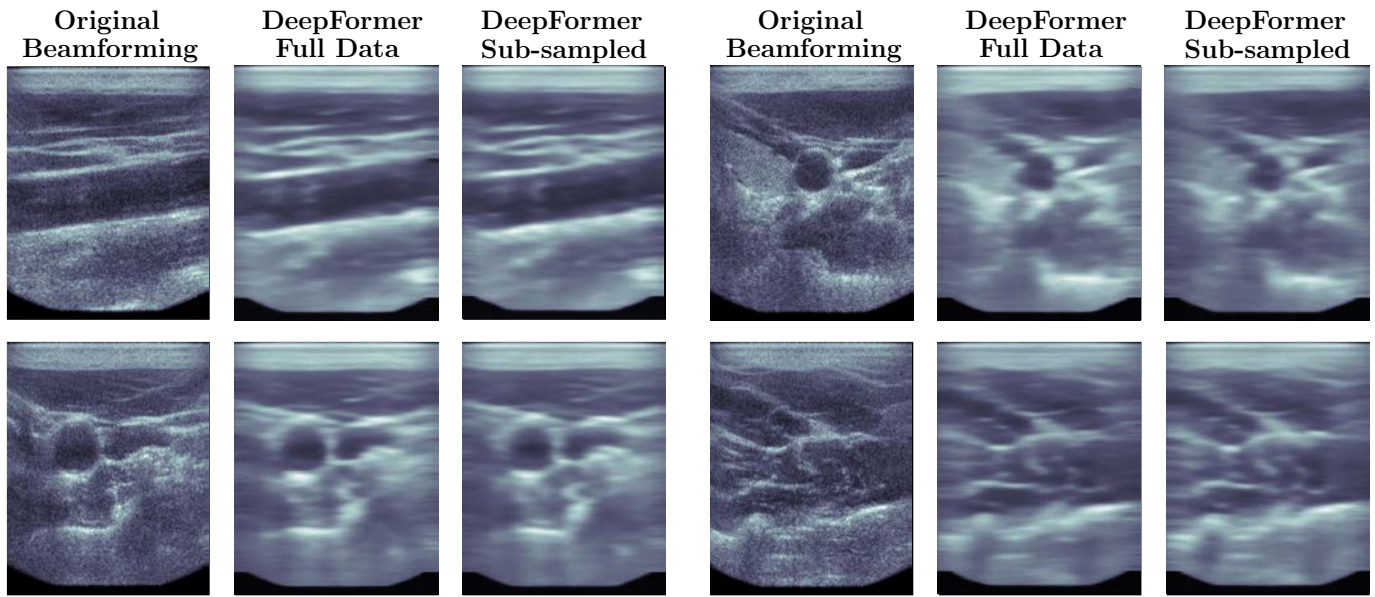 Original
Beamforming
DeepFormer
Full Data
DeepFormer
Sub-sampled
Original
Beamforming
DeepFormer
Full Data
DeepFormer
Sub-sampled